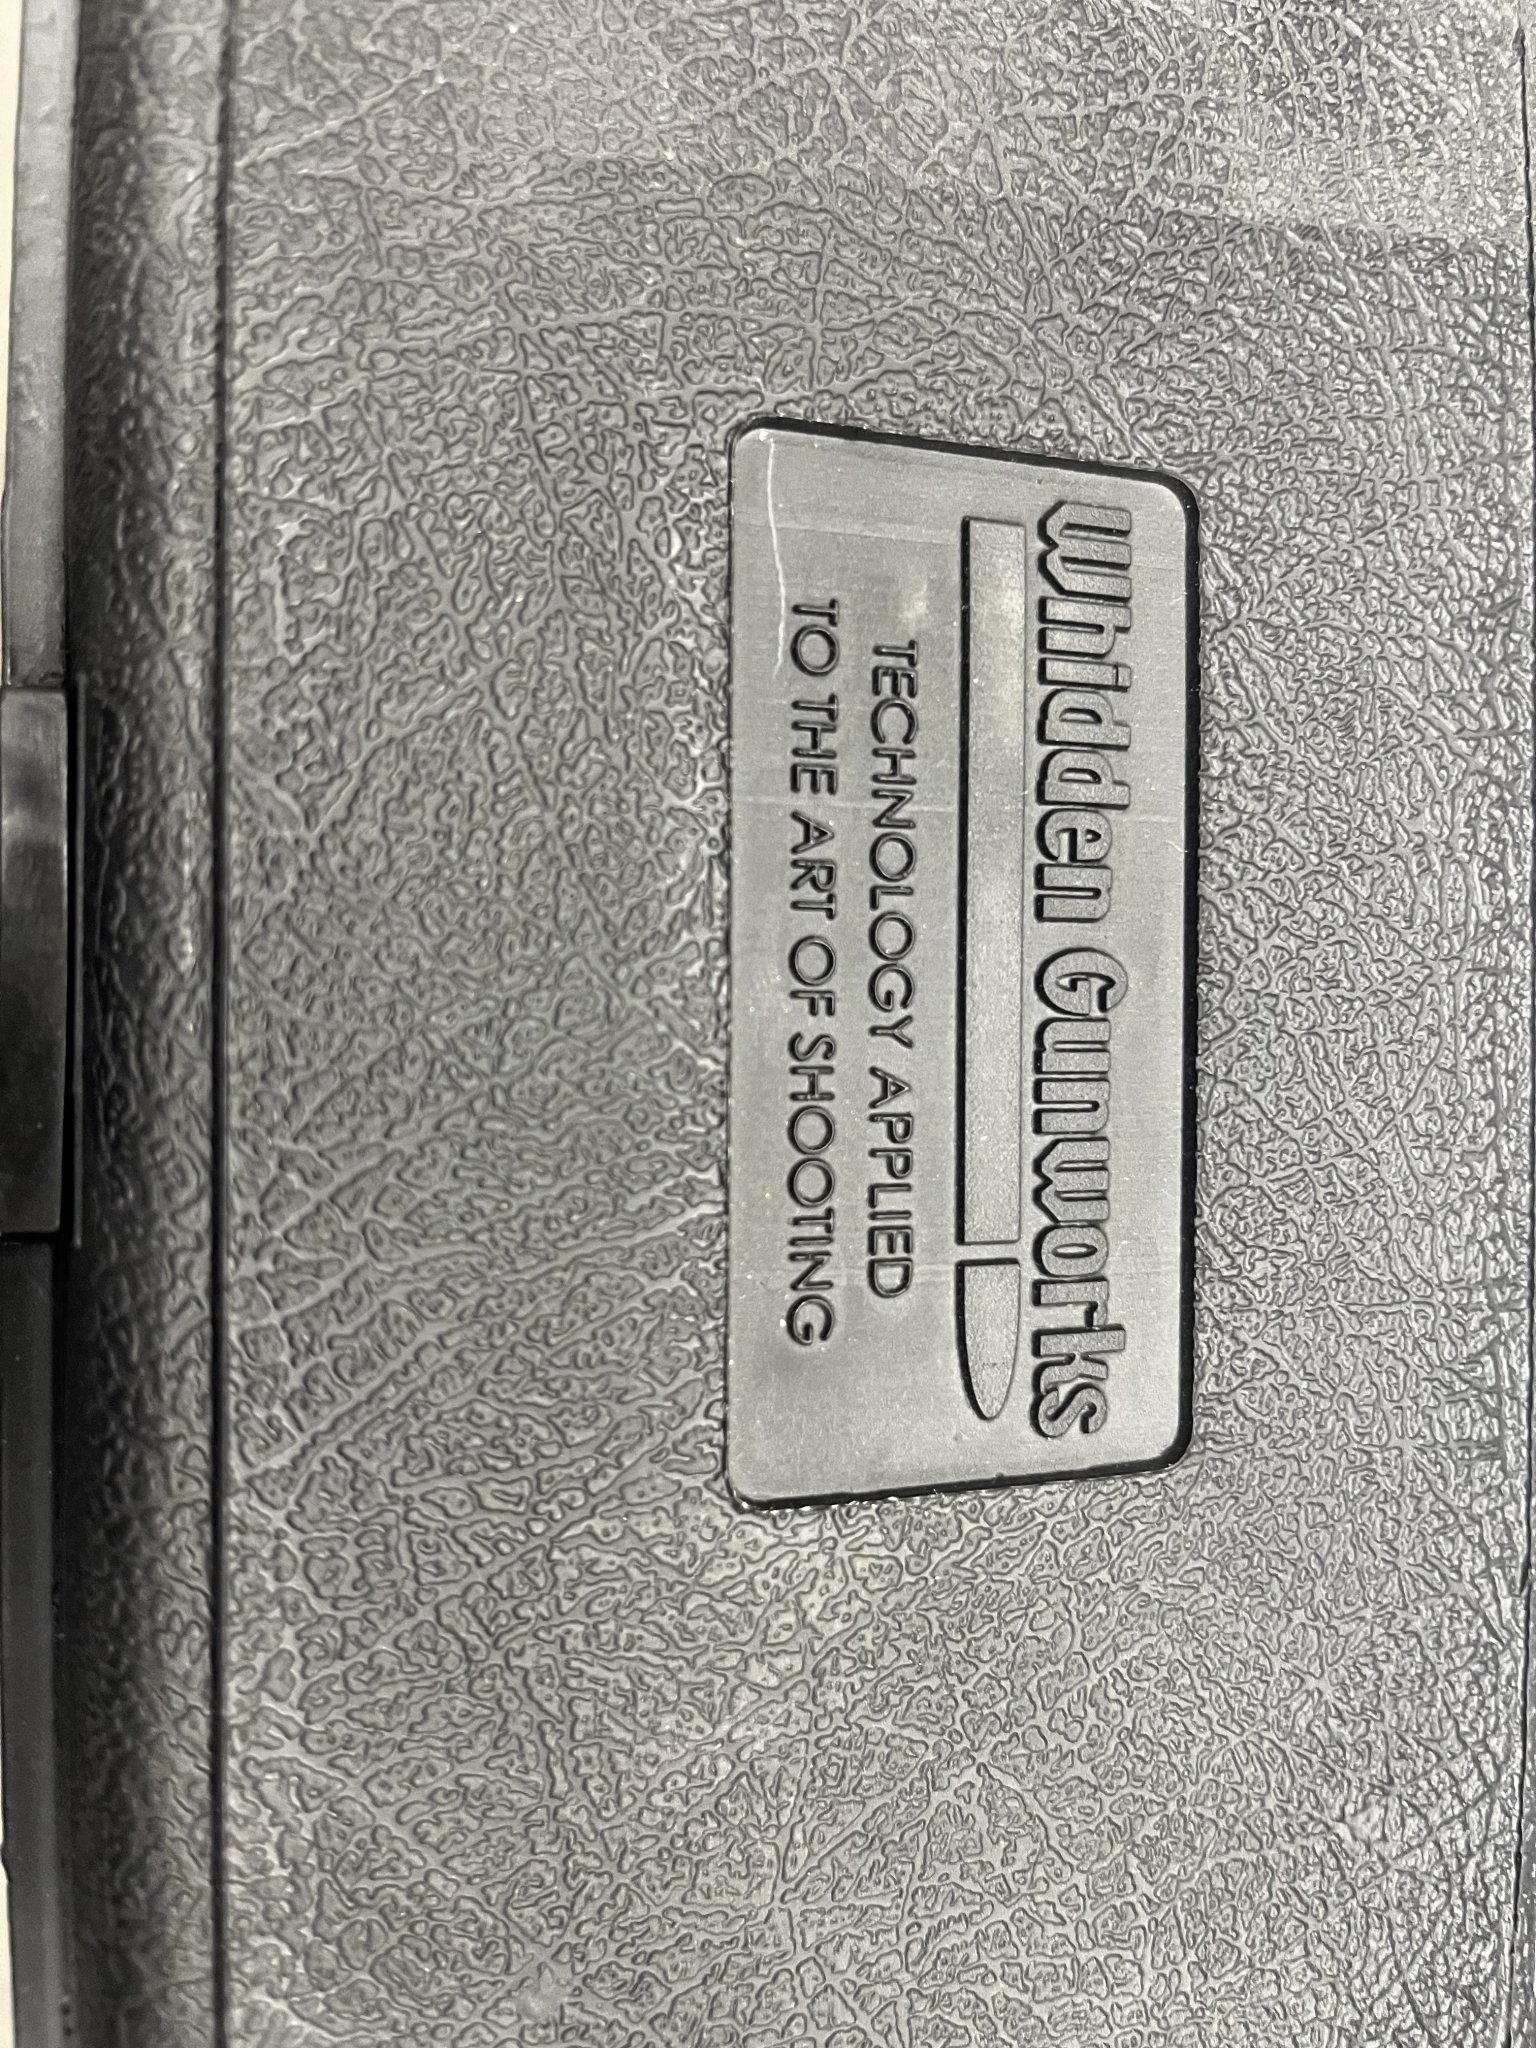 Whidden Gunworks
TECHNOLOGY APPLIED
TO THE ART OF SHOOTING